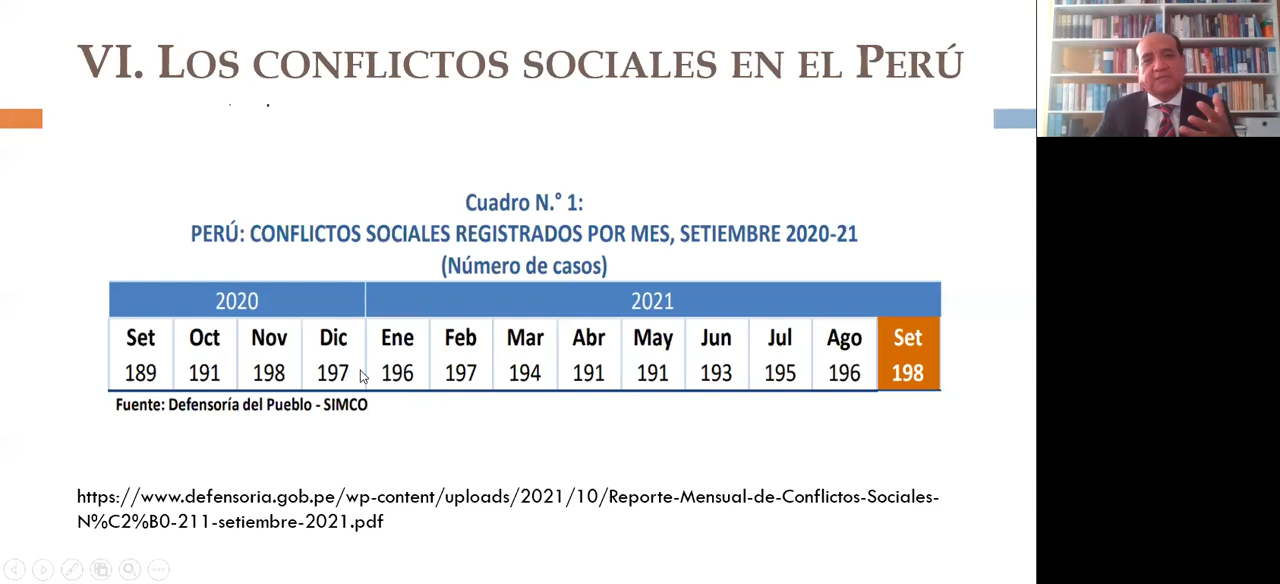 VI. LOS CONFLICTOS SOCIALES EN EL PERÚ
Cuadro N.° 1:
PERÚ: CONFLICTOS SOCIALES REGISTRADOS POR MES, SETIEMBRE 2020-21
(Número de casos)
2020 2021
Set Oct Nov Dic Ene Feb Mar Abr May Jun Jul Ago Set
189 191 198 197 196 197 194 191 191 193 195 196 198
Fuente: Defensoría del Pueblo - SIMCO
https://www.defensoria.gob.pe/wp-content/uploads/2021/10/Reporte-Mensual-de-Conflictos-Sociales-
N%C2%B0-211-setiembre-2021.pdf